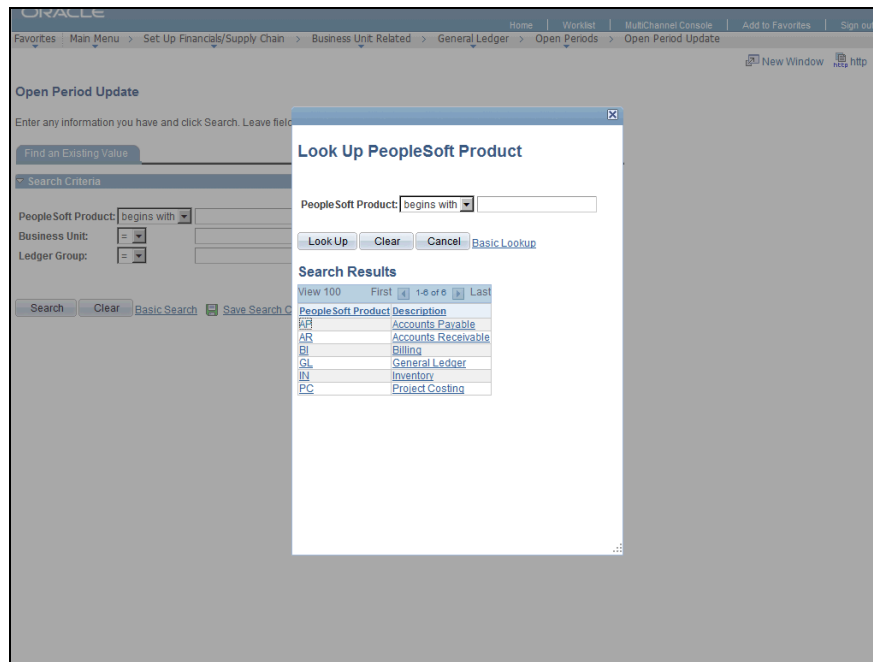 ORACLE
Home | Worklist | MultiChannel Console | Add to Favorites | Sign out
Favorites | Main Menu > Set Up Financials/Supply Chain > Business Unit Related > General Ledger > Open Periods > Open Period Update
New Window http
Open Period Update
Enter any information you have and click Search. Leave field
Find an Existing Value
Search Criteria
PeopleSoft Product: begins with
Business Unit: =
Ledger Group: =
Search Clear Basic Search Save Search C
Look Up PeopleSoft Product
PeopleSoft Product: begins with
Look Up Clear Cancel Basic Lookup
Search Results
View 100 First 1-6 of 6 Last
PeopleSoft Product Description
AP Accounts Payable
AR Accounts Receivable
BI Billing
GL General Ledger
IN Inventory
PC Project Costing